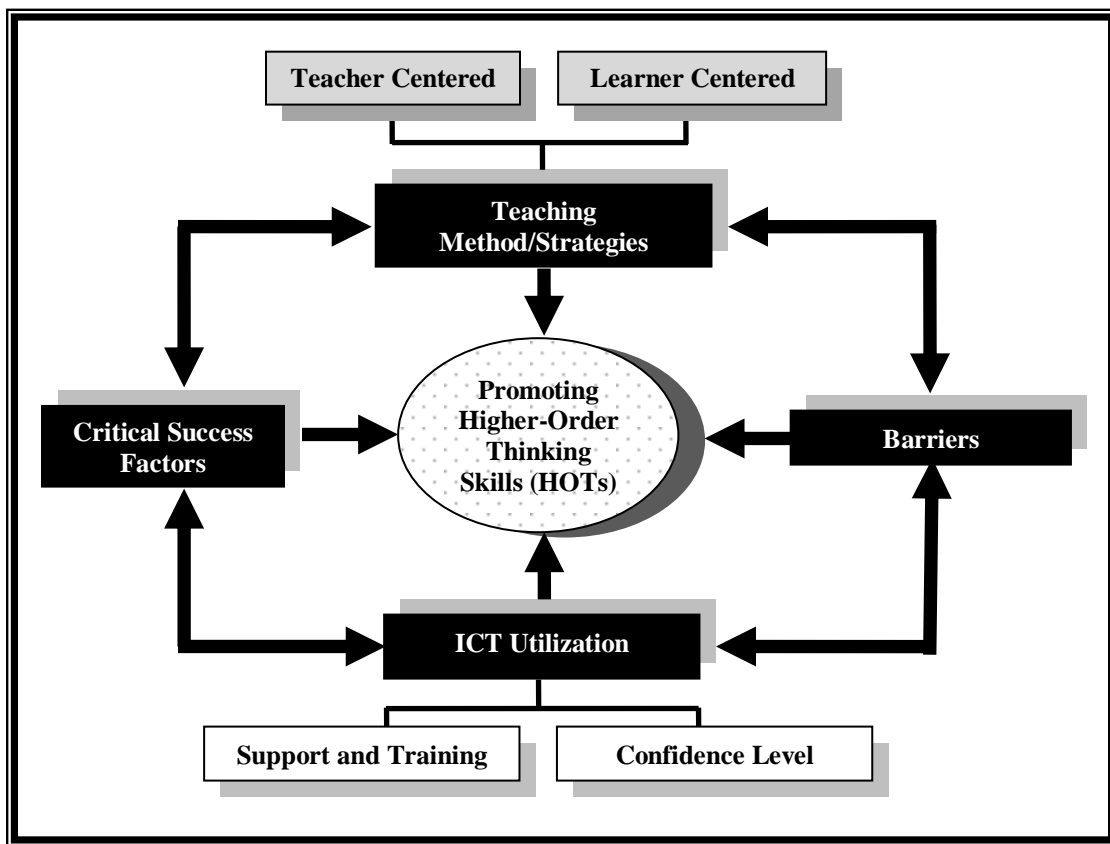 Teacher Centered
Learner Centered
Teaching
Method/Strategies
Promoting
Higher-Order
Thinking
Skills (HOTs)
Critical Success
Factors
Barriers
ICT Utilization
Support and Training
Confidence Level